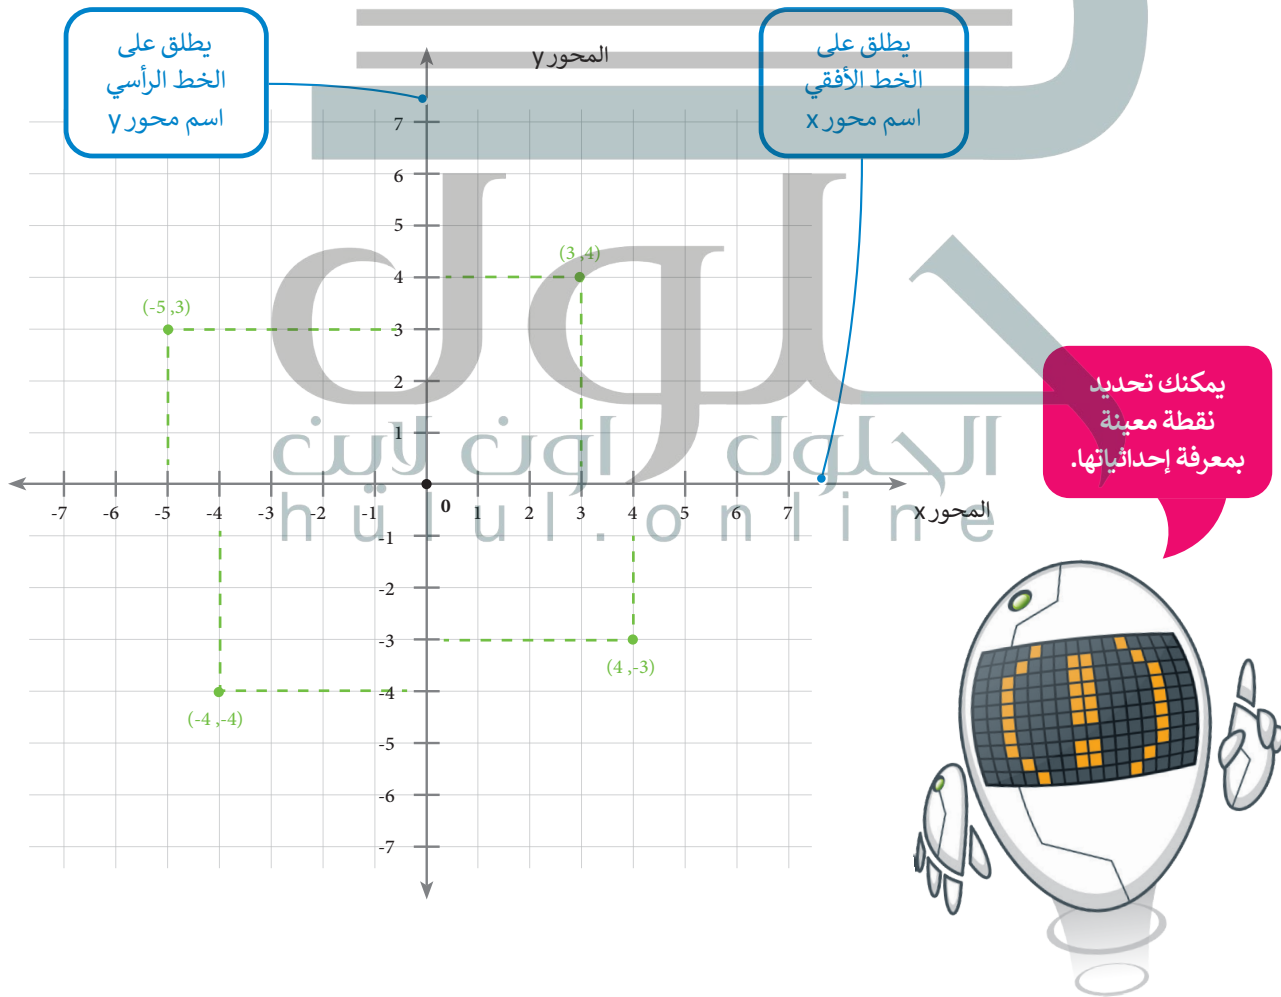 يطلق على
الخط الرأسي
اسم محور y
المحور y
يطلق على
الخط الأفقي
اسم محور x
7
6
5
4
3
2
1
(3 ,4)
(-5 ,3)
يمكنك تحديد
نقطة معينة
بمعرفة إحداثياتها.
حلول
الحلول اون لاين
hulul.online
-7 -6 -5 -4 -3 -2 -1 0 1 2 3 4 5 6 7
المحور x
-1
-2
-3
-4
-5
-6
-7
(4 ,-3)
(-4 ,-4)